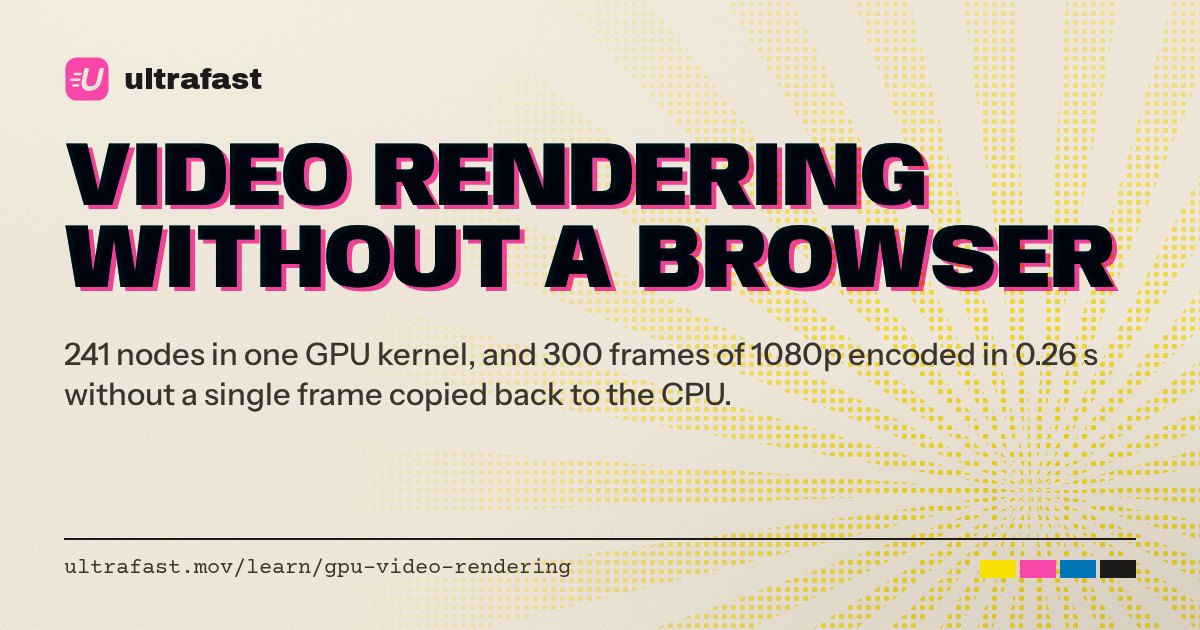 U
ultrafast
VIDEO RENDERING
WITHOUT A BROWSER
241 nodes in one GPU kernel, and 300 frames of 1080p encoded in 0.26 s
without a single frame copied back to the CPU.
ultrafast.mov/learn/gpu-video-rendering